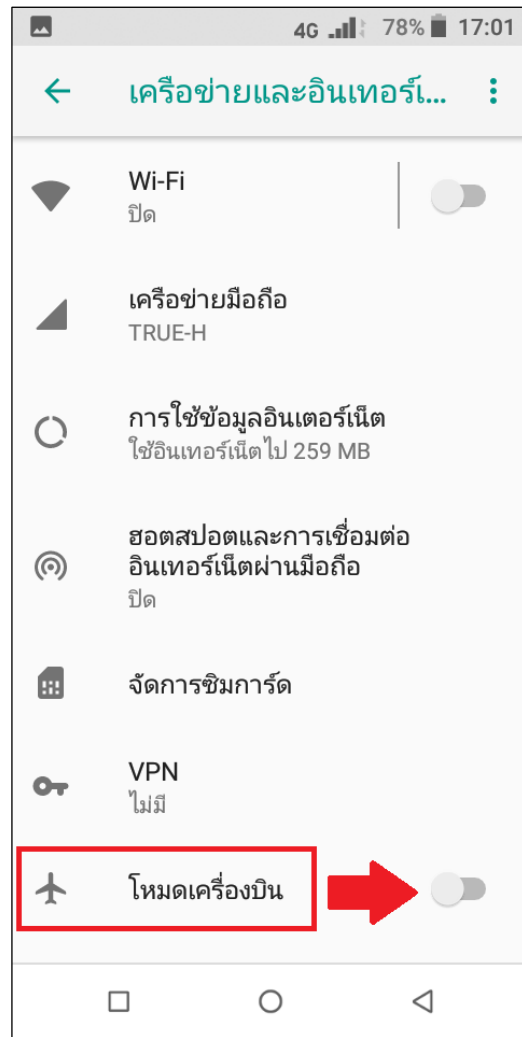 4G 78% 17:01
เครือข่ายและอินเทอร์เ...
Wi-Fi
ปิด
เครือข่ายมือถือ
TRUE-H
การใช้ข้อมูลอินเตอร์เน็ต
ใช้อินเทอร์เน็ตไป 259 MB
ฮอตสปอตและการเชื่อมต่อ
อินเทอร์เน็ตผ่านมือถือ
ปิด
จัดการซิมการ์ด
VPN
ไม่มี
โหมดเครื่องบิน